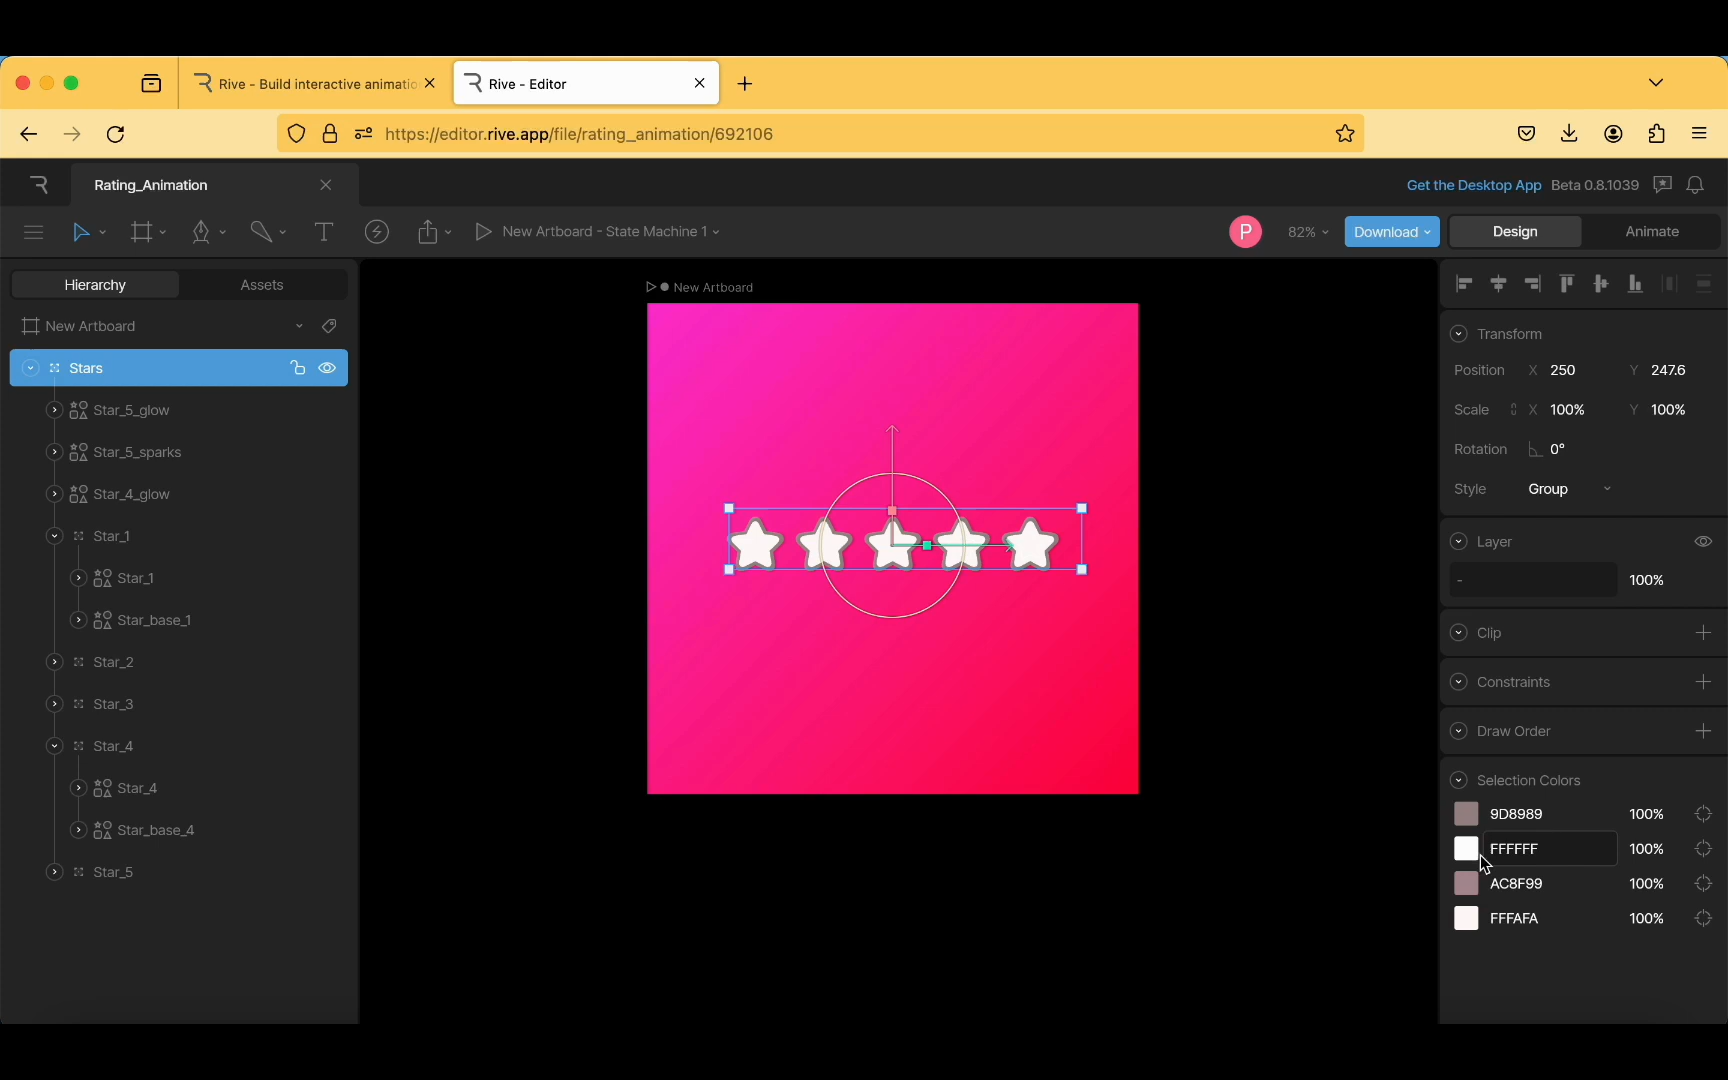 Rive - Build interactive animatio
Rive - Editor
https://editor.rive.app/file/rating_animation/692106
Rating_Animation
Get the Desktop App
Beta 0.8.1039
New Artboard - State Machine 1
P
82%
Download
Design
Animate
Hierarchy
Assets
New Artboard
Stars
Star_5_glow
Star_5_sparks
Star_4_glow
Star_1
Star_1
Star_base_1
Star_2
Star_3
Star_4
Star_4
Star_base_4
Star_5
New Artboard
Transform
Position X 250 Y 247.6
Scale X 100% Y 100%
Rotation 0°
Style Group
Layer
- 100%
Clip
Constraints
Draw Order
Selection Colors
9D8989 100%
FFFFFF 100%
AC8F99 100%
FFFAFA 100%